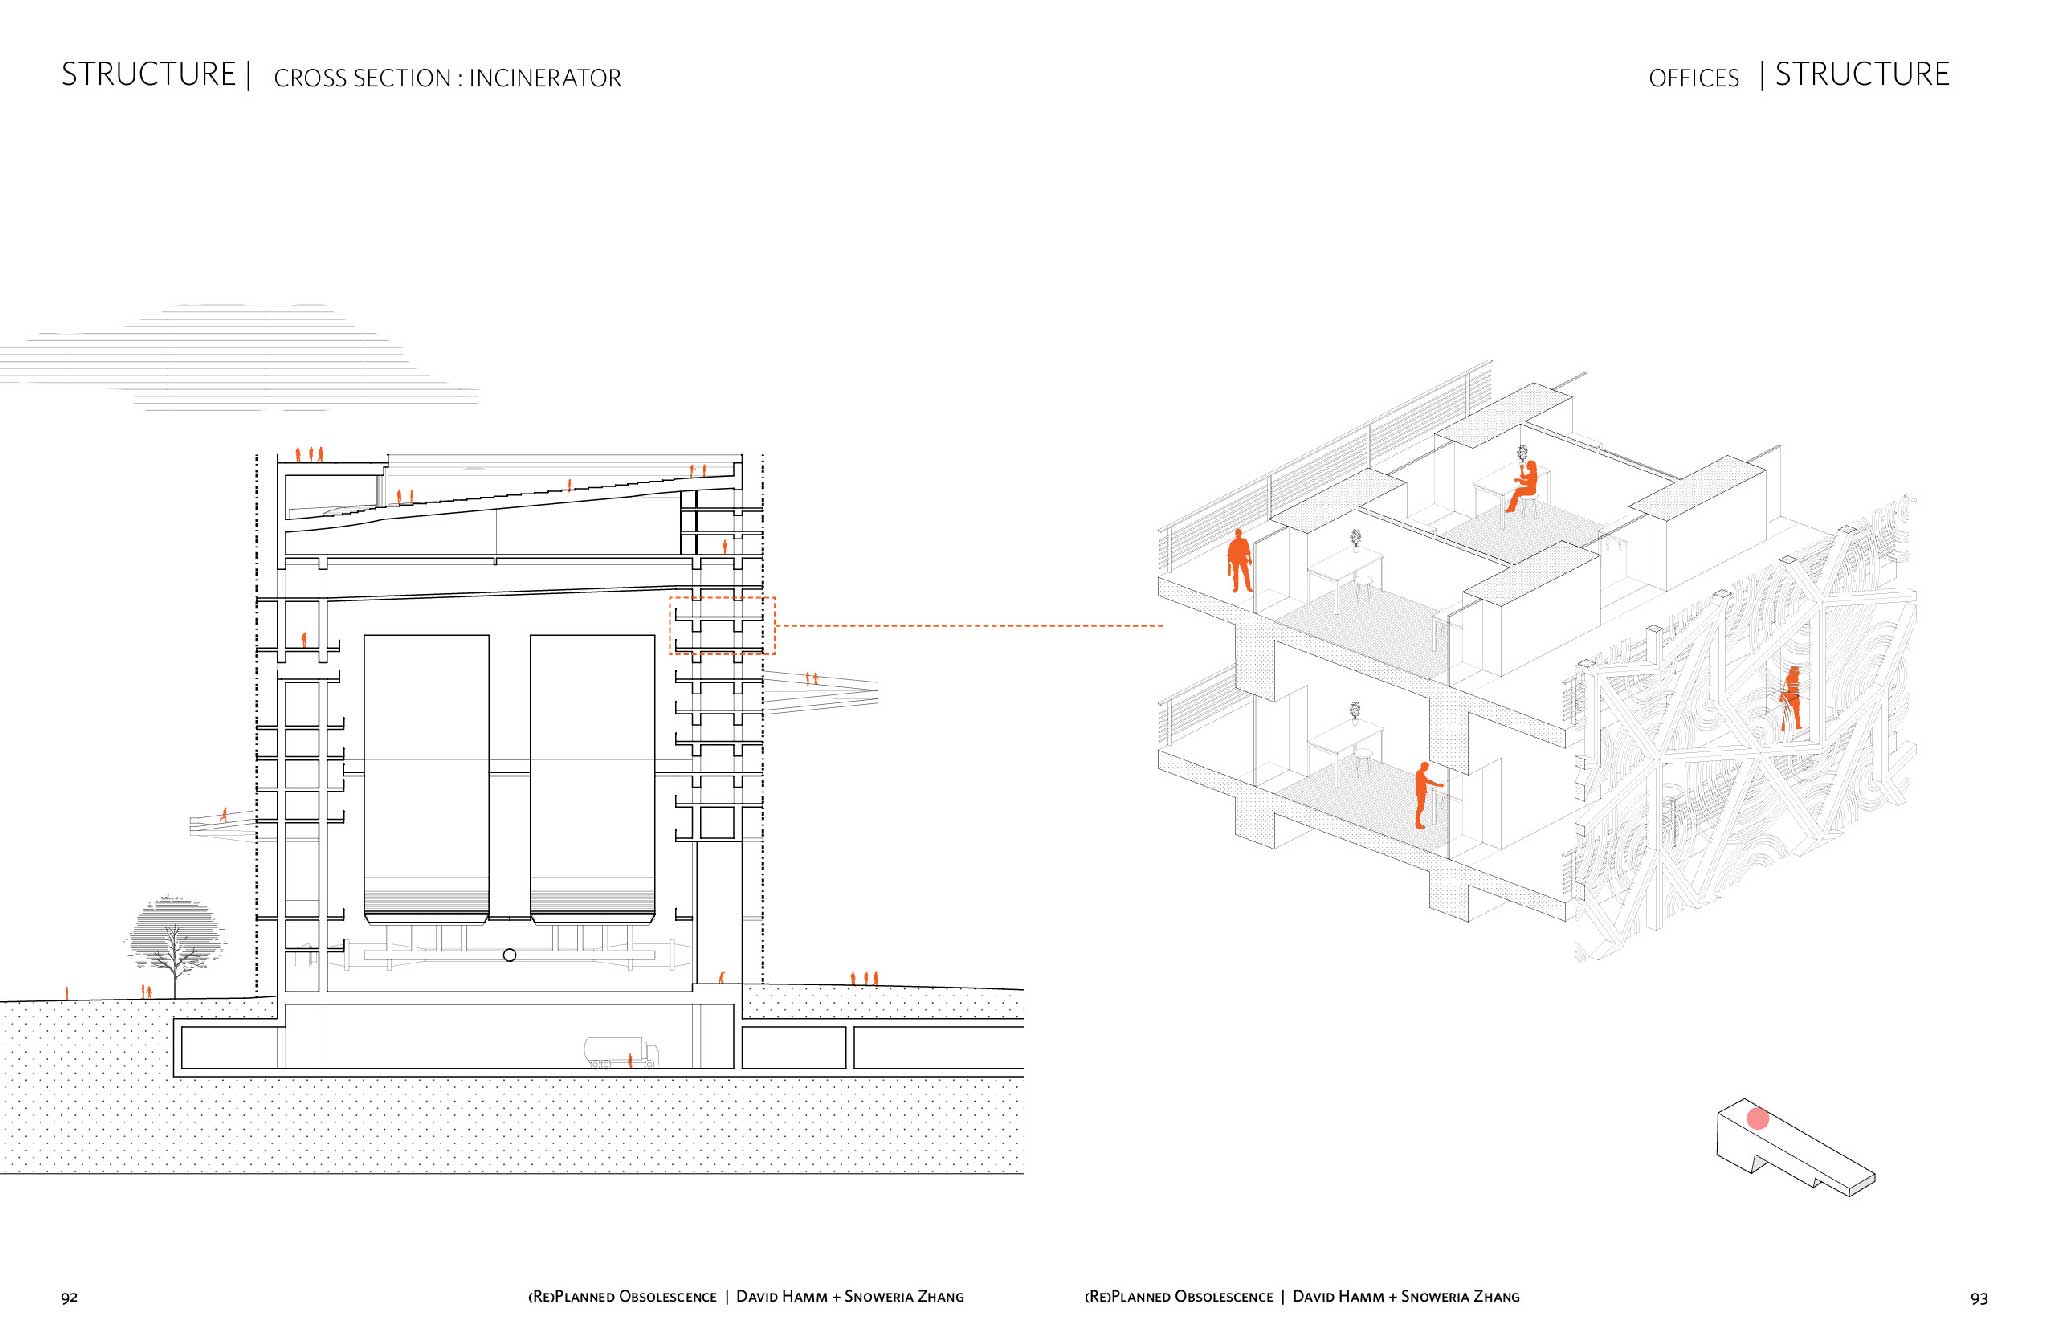 STRUCTURE | CROSS SECTION : INCINERATOR
OFFICES | STRUCTURE
92
(Re)Planned Obsolescence | David Hamm + Snoweria Zhang
(Re)Planned Obsolescence | David Hamm + Snoweria Zhang
93